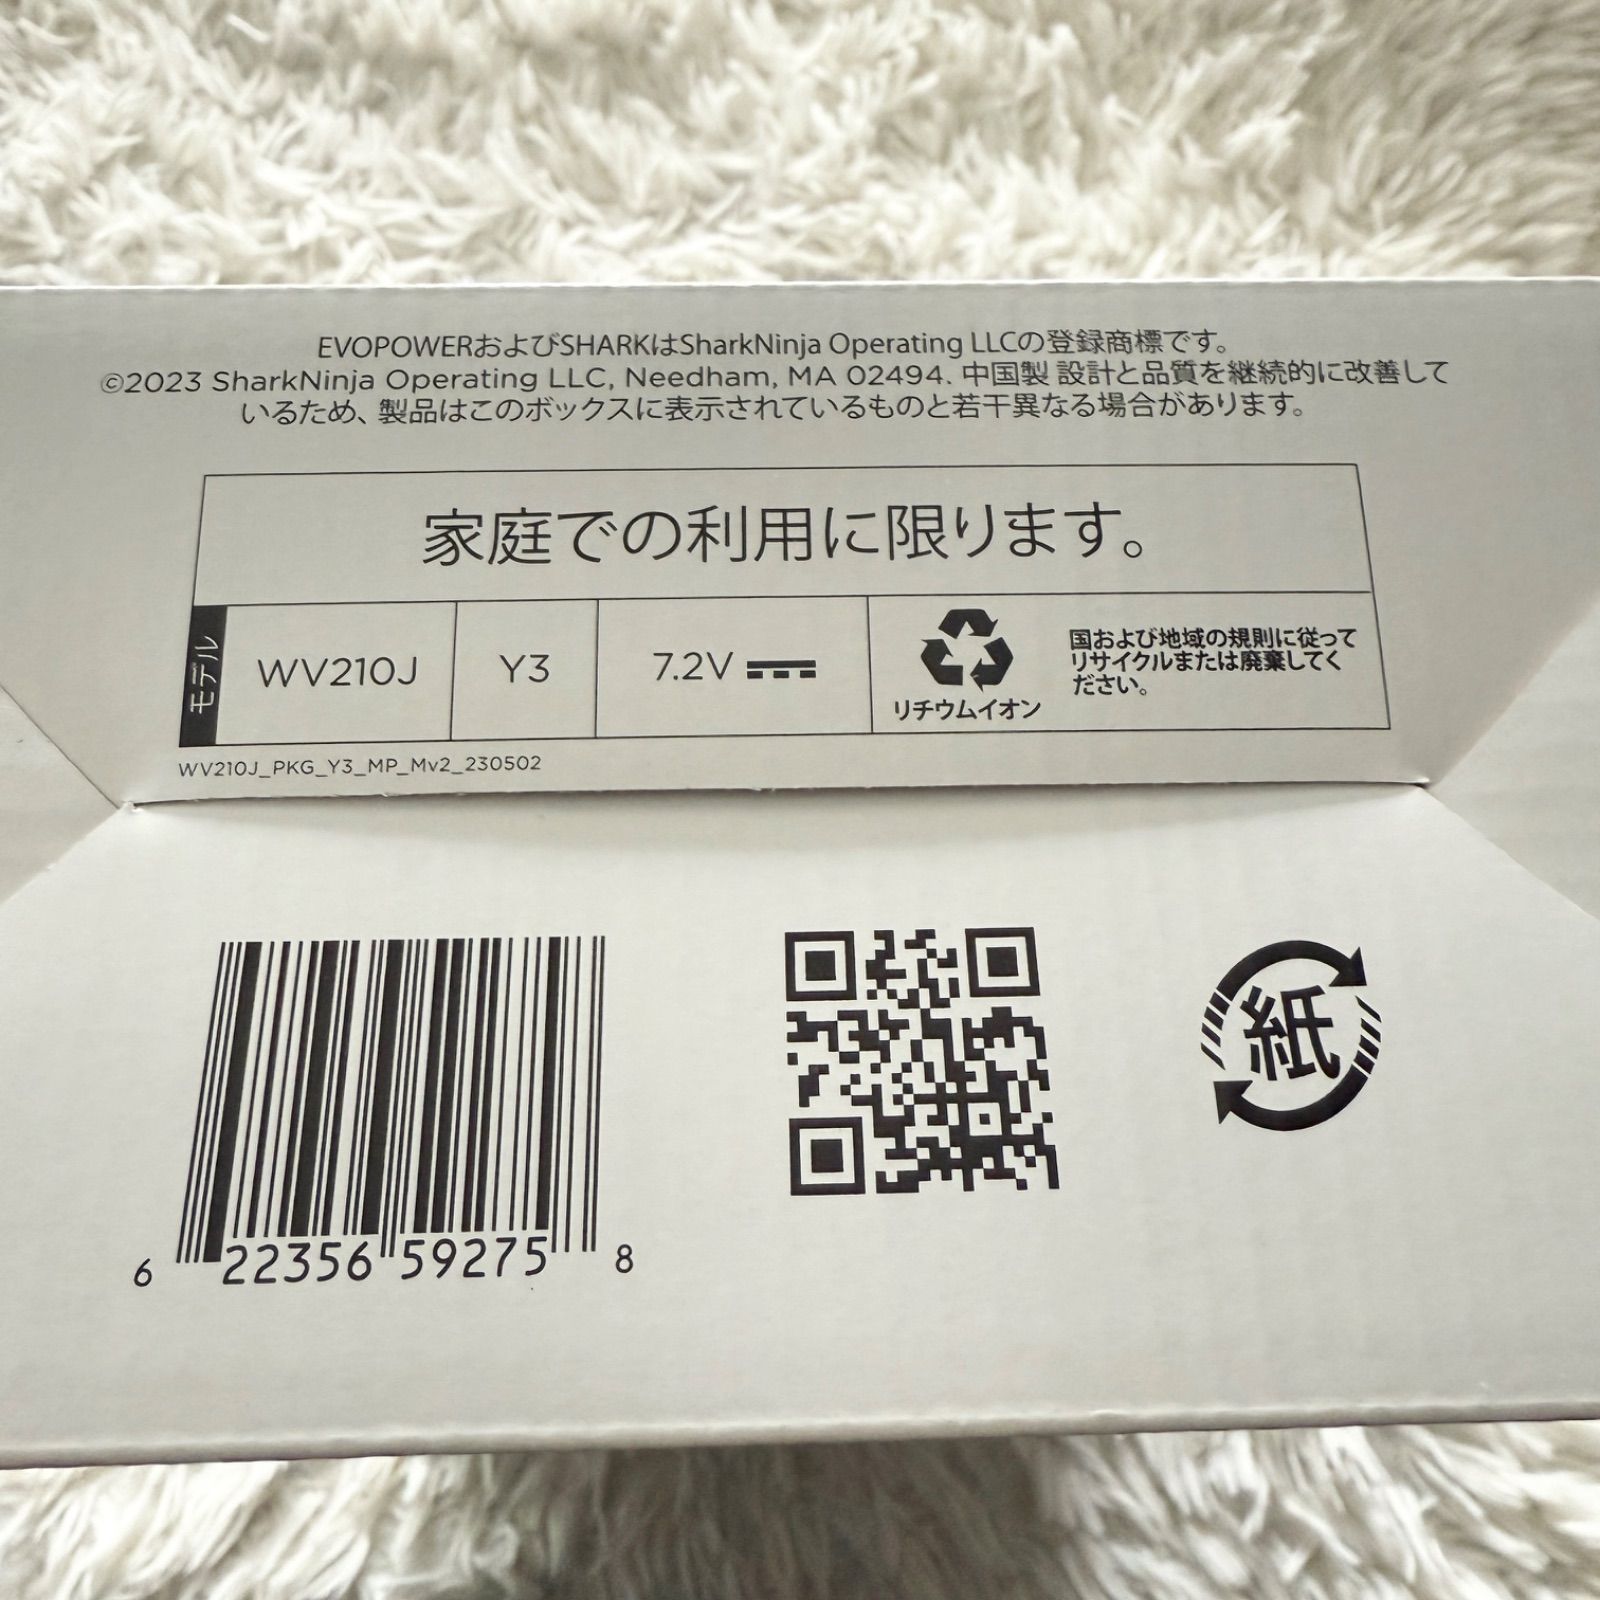 EVOPOWERおよびSHARKはSharkNinja Operating LLCの登録商標です。
©2023 SharkNinja Operating LLC, Needham, MA 02494. 中国製 設計と品質を継続的に改善して
いるため、製品はこのボックスに表示されているものと若干異なる場合があります。
家庭での利用に限ります。
モデル
WV210J
Y3
7.2V
リチウムイオン
国および地域の規則に従って
リサイクルまたは廃棄してく
ださい。
WV210J_PKG_Y3_MP_Mv2_230502
6 22356 59275 8
紙